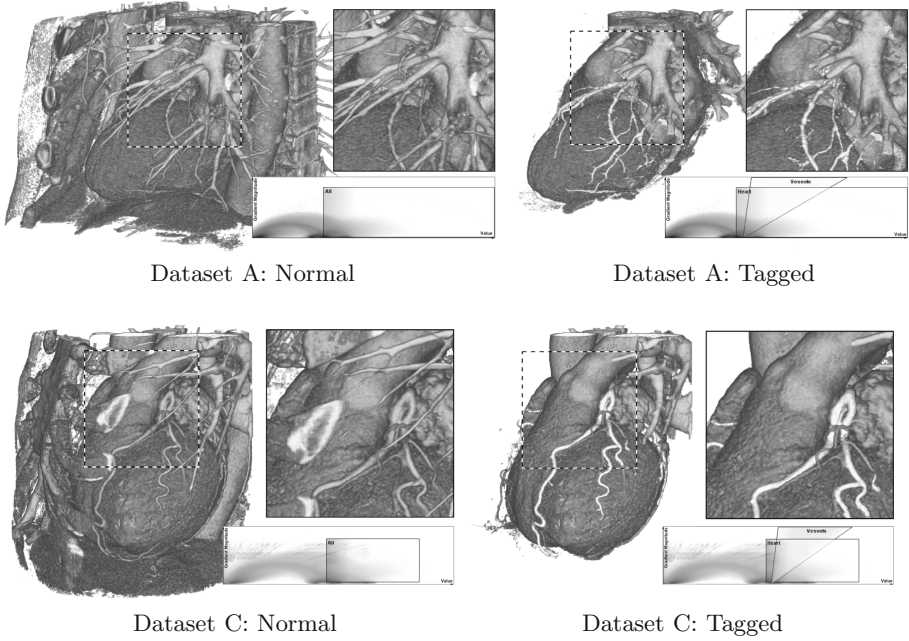 Gradient Magnitude
All
Value
Gradient Magnitude
Vessels
Heart
Value
Dataset A: Normal
Dataset A: Tagged
Gradient Magnitude
All
Value
Gradient Magnitude
Vessels
Heart
Value
Dataset C: Normal
Dataset C: Tagged